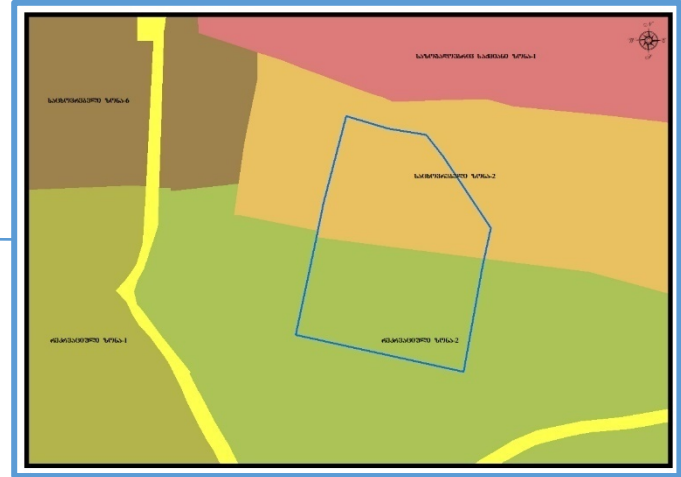 საზოგადოებრივ საქმიანი ზონა-1
საცხოვრებელი ზონა-6
საცხოვრებელი ზონა-2
რეკრეაციული ზონა-1
რეკრეაციული ზონა-2